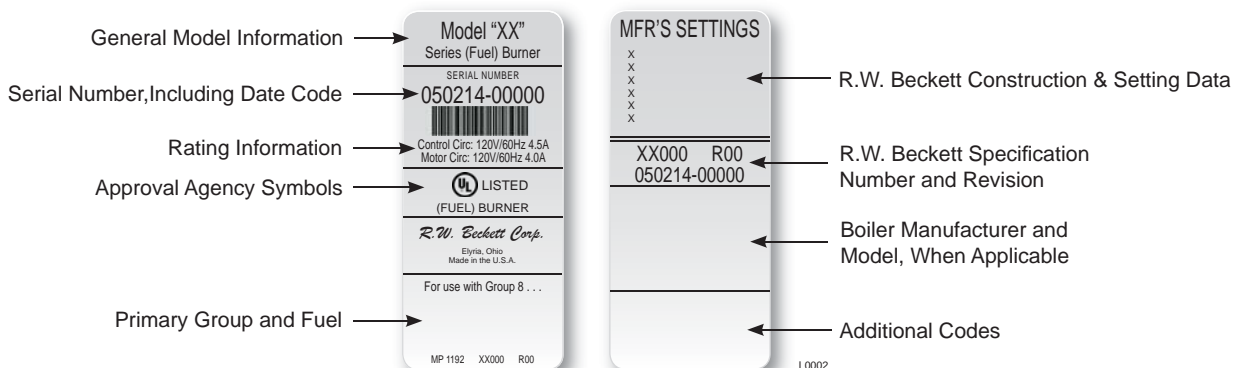 General Model Information
Serial Number,Including Date Code
Rating Information
Approval Agency Symbols
Primary Group and Fuel
Model “XX”
Series (Fuel) Burner
SERIAL NUMBER
050214-00000
Control Circ: 120V/60Hz 4.5A
Motor Circ: 120V/60Hz 4.0A
UL LISTED
(FUEL) BURNER
R.W. Beckett Corp.
Elyria, Ohio
Made in the U.S.A.
For use with Group 8 . . .
MP 1192 XX000 R00
MFR'S SETTINGS
X
X
X
X
X
X
XX000 R00
050214-00000
R.W. Beckett Construction & Setting Data
R.W. Beckett Specification
Number and Revision
Boiler Manufacturer and
Model, When Applicable
Additional Codes
L0002